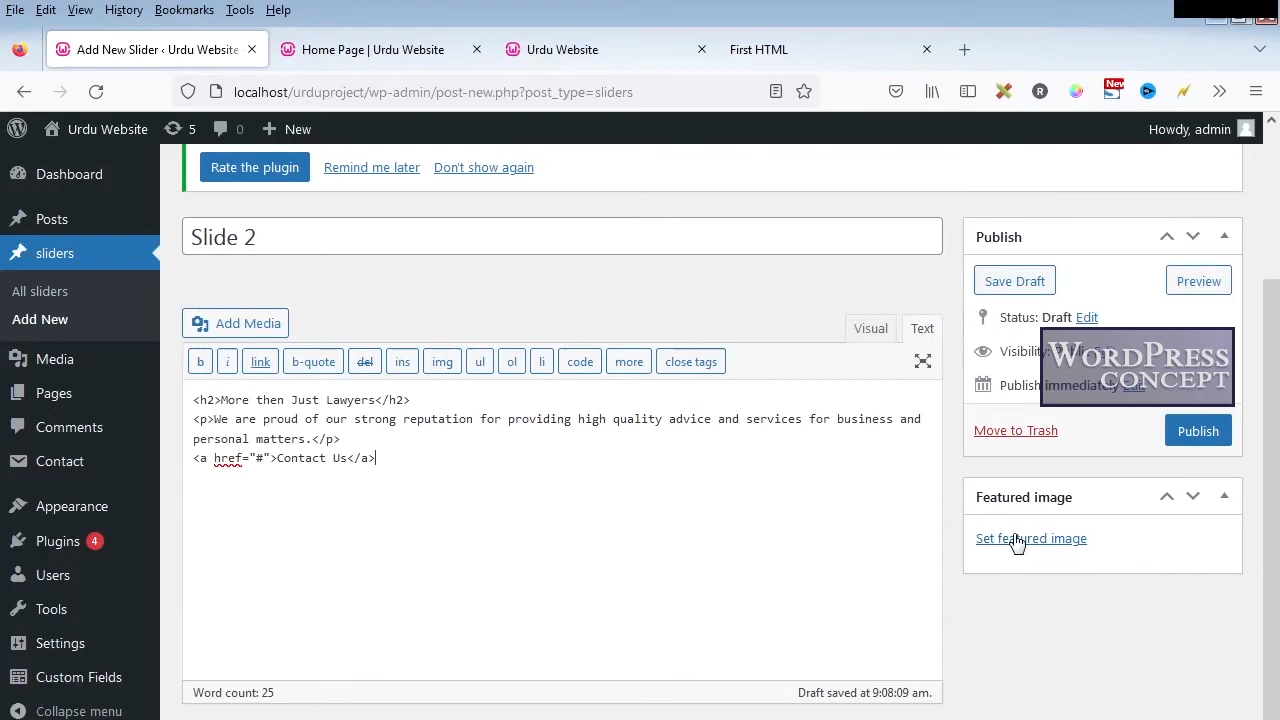 File Edit View History Bookmarks Tools Help
Add New Slider ‹ Urdu Website
Home Page | Urdu Website
Urdu Website
First HTML
localhost/urduproject/wp-admin/post-new.php?post_type=sliders
New
Urdu Website 5 0 New
Howdy, admin
Dashboard
Posts
sliders
All sliders
Add New
Media
Pages
Comments
Contact
Appearance
Plugins 4
Users
Tools
Settings
Custom Fields
Collapse menu
Rate the plugin Remind me later Don't show again
Slide 2
Add Media
Visual Text
b i link b-quote del ins img ul ol li code more close tags
<h2>More then Just Lawyers</h2>
<p>We are proud of our strong reputation for providing high quality advice and services for business and
personal matters.</p>
<a href="#">Contact Us</a>
Word count: 25
Draft saved at 9:08:09 am.
Publish
Save Draft Preview
Status: Draft Edit
Visibility:
Publish immediately Edit
WORDPRESS
CONCEPT
Move to Trash Publish
Featured image
Set featured image